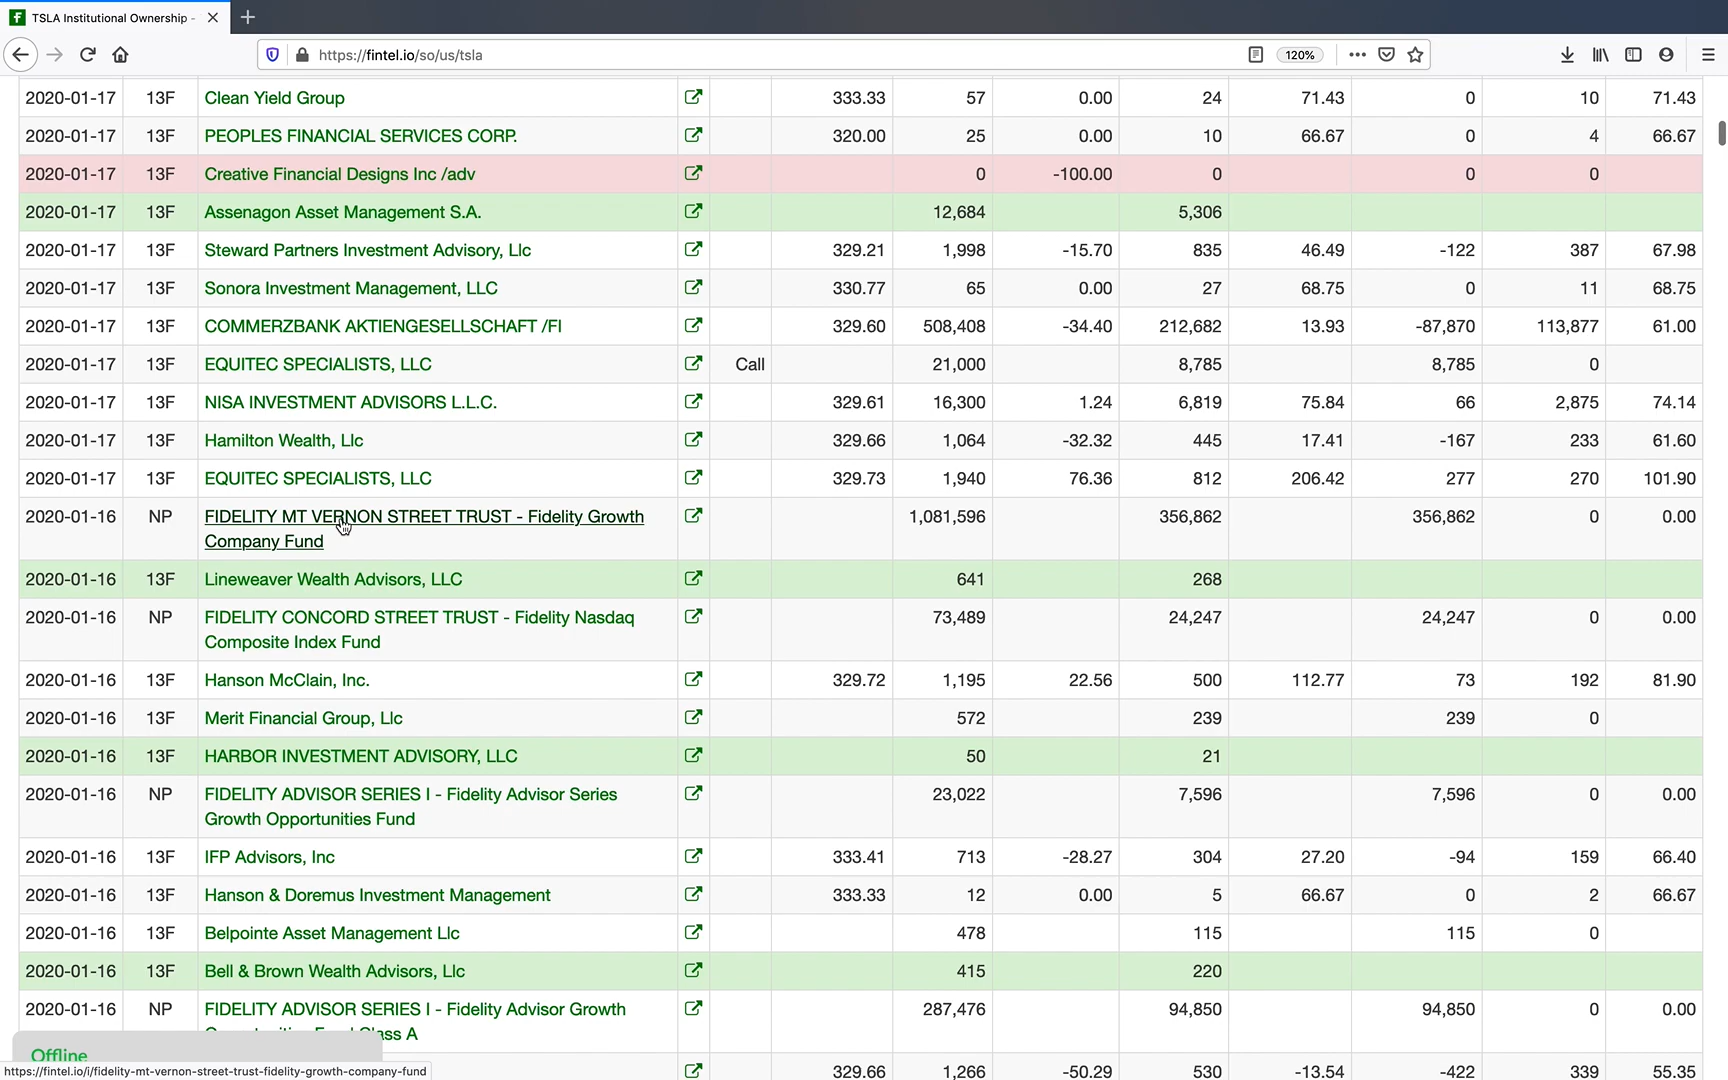 TSLA Institutional Ownership -
https://fintel.io/so/us/tsla 120%
2020-01-17 13F Clean Yield Group 333.33 57 0.00 24 71.43 0 10 71.43
2020-01-17 13F PEOPLES FINANCIAL SERVICES CORP. 320.00 25 0.00 10 66.67 0 4 66.67
2020-01-17 13F Creative Financial Designs Inc /adv 0 -100.00 0 0 0
2020-01-17 13F Assenagon Asset Management S.A. 12,684 5,306
2020-01-17 13F Steward Partners Investment Advisory, Llc 329.21 1,998 -15.70 835 46.49 -122 387 67.98
2020-01-17 13F Sonora Investment Management, LLC 330.77 65 0.00 27 68.75 0 11 68.75
2020-01-17 13F COMMERZBANK AKTIENGESELLSCHAFT /FI 329.60 508,408 -34.40 212,682 13.93 -87,870 113,877 61.00
2020-01-17 13F EQUITEC SPECIALISTS, LLC Call 21,000 8,785 8,785 0
2020-01-17 13F NISA INVESTMENT ADVISORS L.L.C. 329.61 16,300 1.24 6,819 75.84 66 2,875 74.14
2020-01-17 13F Hamilton Wealth, Llc 329.66 1,064 -32.32 445 17.41 -167 233 61.60
2020-01-17 13F EQUITEC SPECIALISTS, LLC 329.73 1,940 76.36 812 206.42 277 270 101.90
2020-01-16 NP FIDELITY MT VERNON STREET TRUST - Fidelity Growth 1,081,596 356,862 356,862 0 0.00
Company Fund
2020-01-16 13F Lineweaver Wealth Advisors, LLC 641 268
2020-01-16 NP FIDELITY CONCORD STREET TRUST - Fidelity Nasdaq 73,489 24,247 24,247 0 0.00
Composite Index Fund
2020-01-16 13F Hanson McClain, Inc. 329.72 1,195 22.56 500 112.77 73 192 81.90
2020-01-16 13F Merit Financial Group, Llc 572 239 239 0
2020-01-16 13F HARBOR INVESTMENT ADVISORY, LLC 50 21
2020-01-16 NP FIDELITY ADVISOR SERIES I - Fidelity Advisor Series 23,022 7,596 7,596 0 0.00
Growth Opportunities Fund
2020-01-16 13F IFP Advisors, Inc 333.41 713 -28.27 304 27.20 -94 159 66.40
2020-01-16 13F Hanson & Doremus Investment Management 333.33 12 0.00 5 66.67 0 2 66.67
2020-01-16 13F Belpointe Asset Management Llc 478 115 115 0
2020-01-16 13F Bell & Brown Wealth Advisors, Llc 415 220
2020-01-16 NP FIDELITY ADVISOR SERIES I - Fidelity Advisor Growth 287,476 94,850 94,850 0 0.00
A
Offline
https://fintel.io/i/fidelity-mt-vernon-street-trust-fidelity-growth-company-fund 329.66 1,266 -50.29 530 -13.54 -422 339 55.35